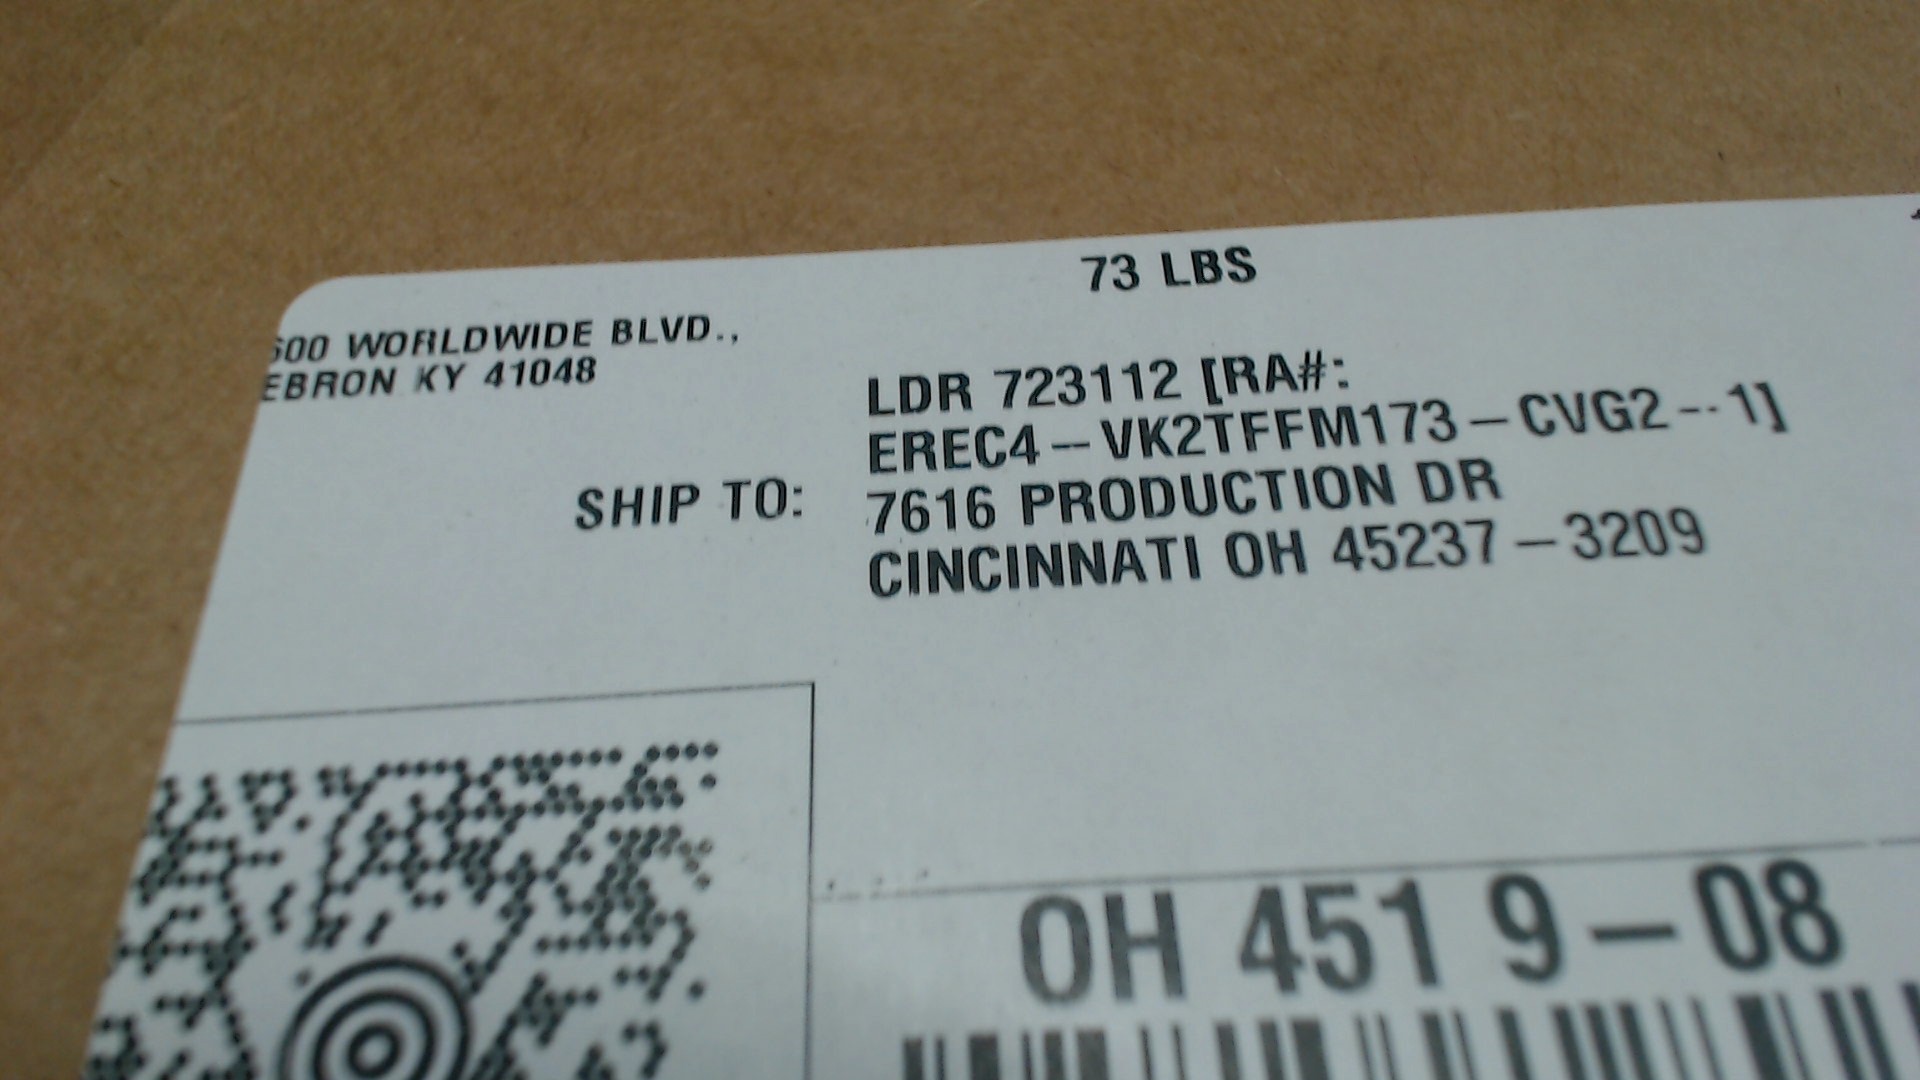 73 LBS
600 WORLDWIDE BLVD.,
EBRON KY 41048
LDR 723112 [RA#:
EREC4-VK2TFFM173-CVG2--1]
SHIP TO: 7616 PRODUCTION DR
CINCINNATI OH 45237-3209
OH 451 9-08